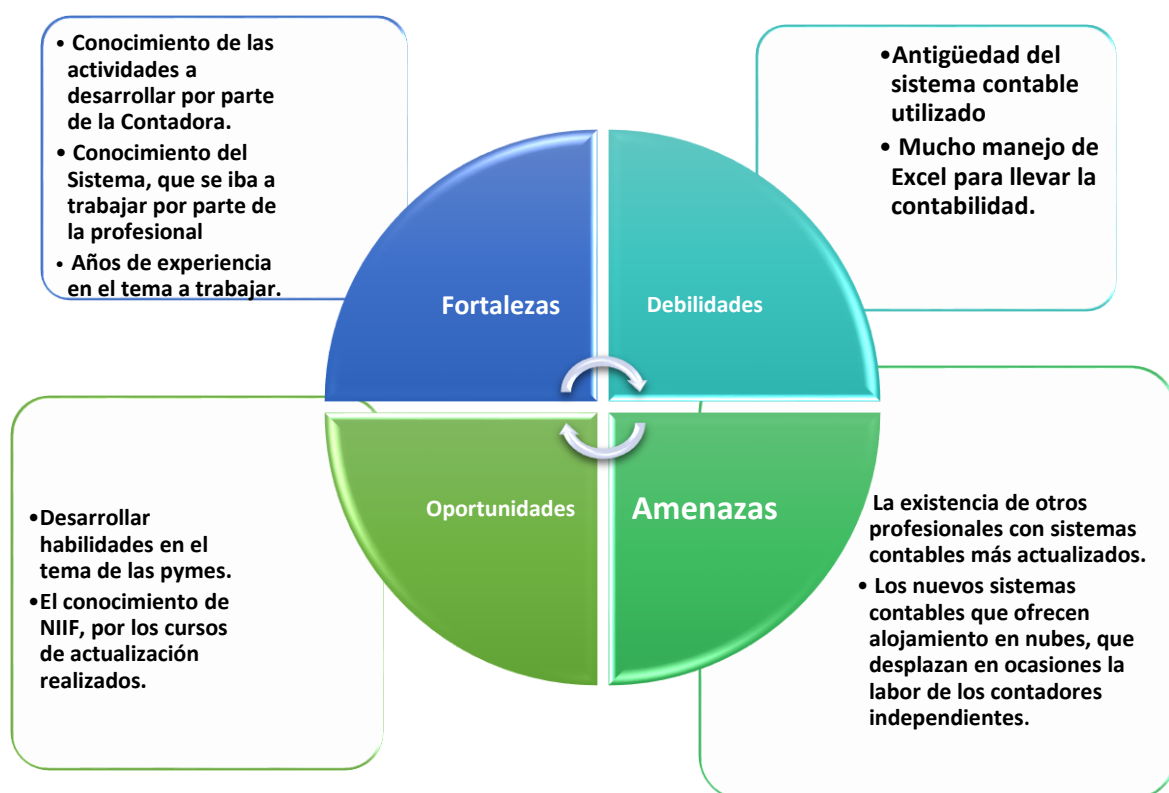 • Conocimiento de las
actividades a
desarrollar por parte
de la Contadora.
• Conocimiento del
Sistema, que se iba a
trabajar por parte de
la profesional
• Años de experiencia
en el tema a trabajar.
•Antigüedad del
sistema contable
utilizado
• Mucho manejo de
Excel para llevar la
contabilidad.
Fortalezas
Debilidades
Oportunidades
Amenazas
•Desarrollar
habilidades en el
tema de las pymes.
•El conocimiento de
NIIF, por los cursos
de actualización
realizados.
La existencia de otros
profesionales con sistemas
contables más actualizados.
• Los nuevos sistemas
contables que ofrecen
alojamiento en nubes, que
desplazan en ocasiones la
labor de los contadores
independientes.